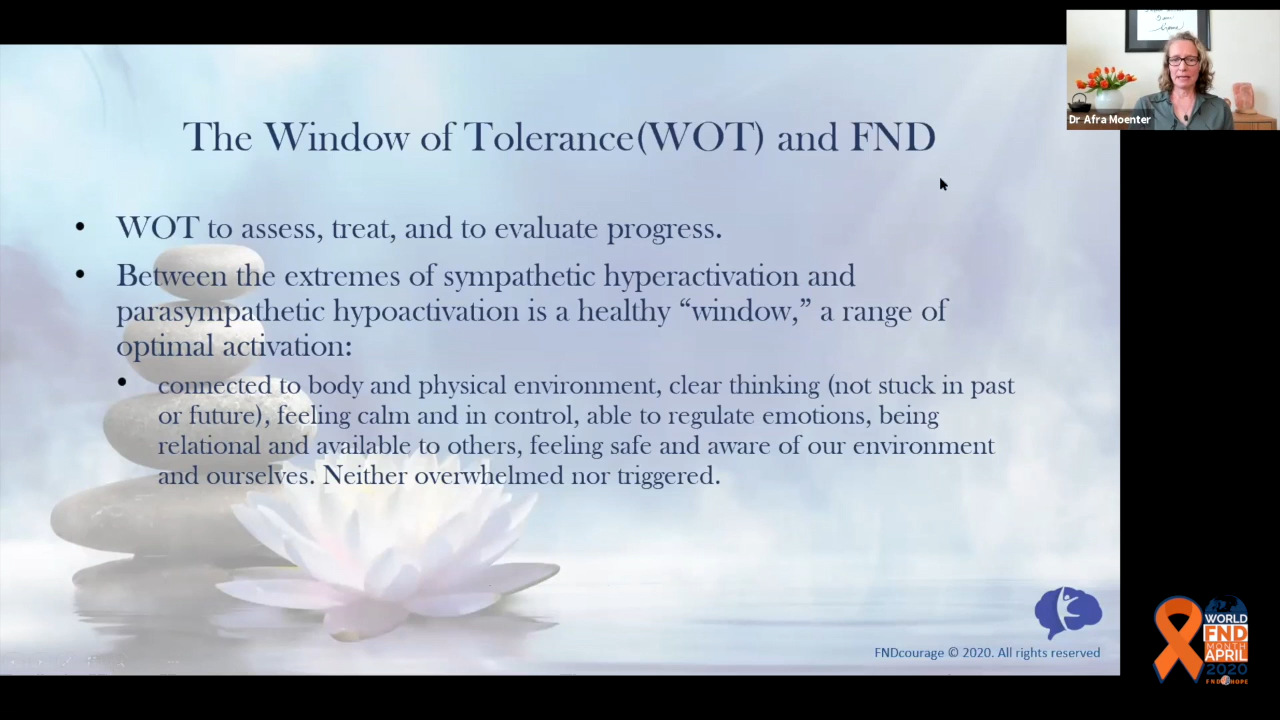 The Window of Tolerance(WOT) and FND
• WOT to assess, treat, and to evaluate progress.
• Between the extremes of sympathetic hyperactivation and
parasympathetic hypoactivation is a healthy “window,” a range of
optimal activation:
• connected to body and physical environment, clear thinking (not stuck in past
or future), feeling calm and in control, able to regulate emotions, being
relational and available to others, feeling safe and aware of our environment
and ourselves. Neither overwhelmed nor triggered.
FNDcourage © 2020. All rights reserved
Dr Afra Moenter
WORLD
FND
MONTH
APRIL
2020
FND HOPE